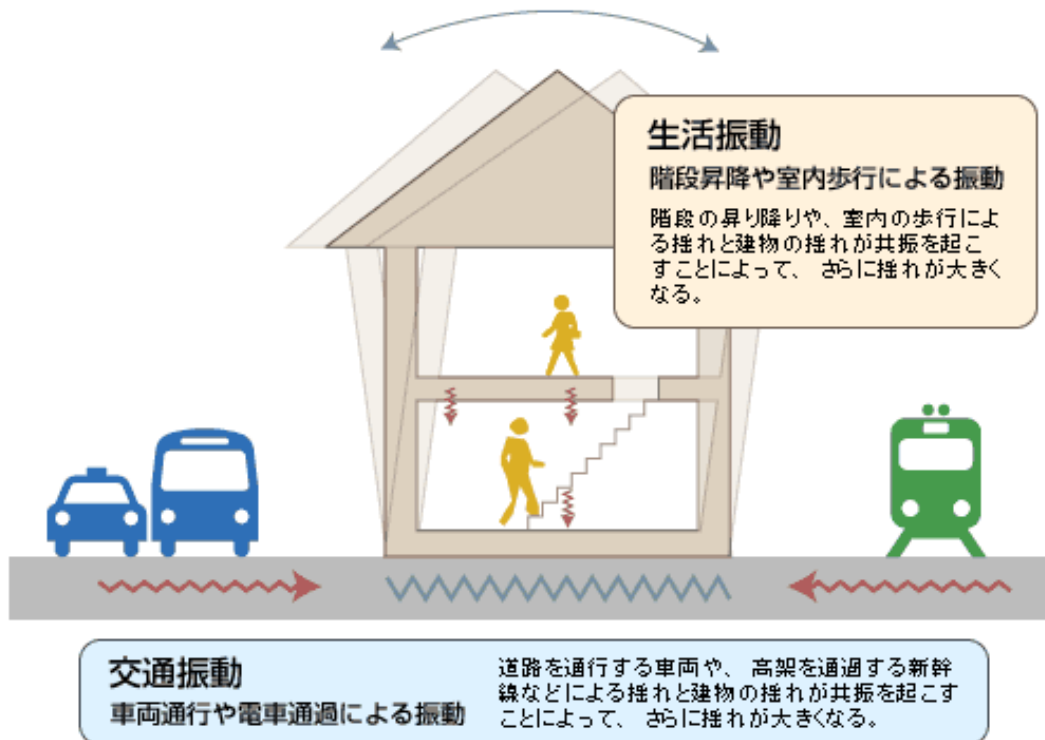 生活振動
階段昇降や室内歩行による振動
階段の昇り降りや、室内の歩行によ
る揺れと建物の揺れが共振を起こ
すことによって、さらに揺れが大きく
なる。
交通振動
車両通行や電車通過による振動
道路を通行する車両や、高架を通過する新幹
線などによる揺れと建物の揺れが共振を起こす
ことによって、さらに揺れが大きくなる。